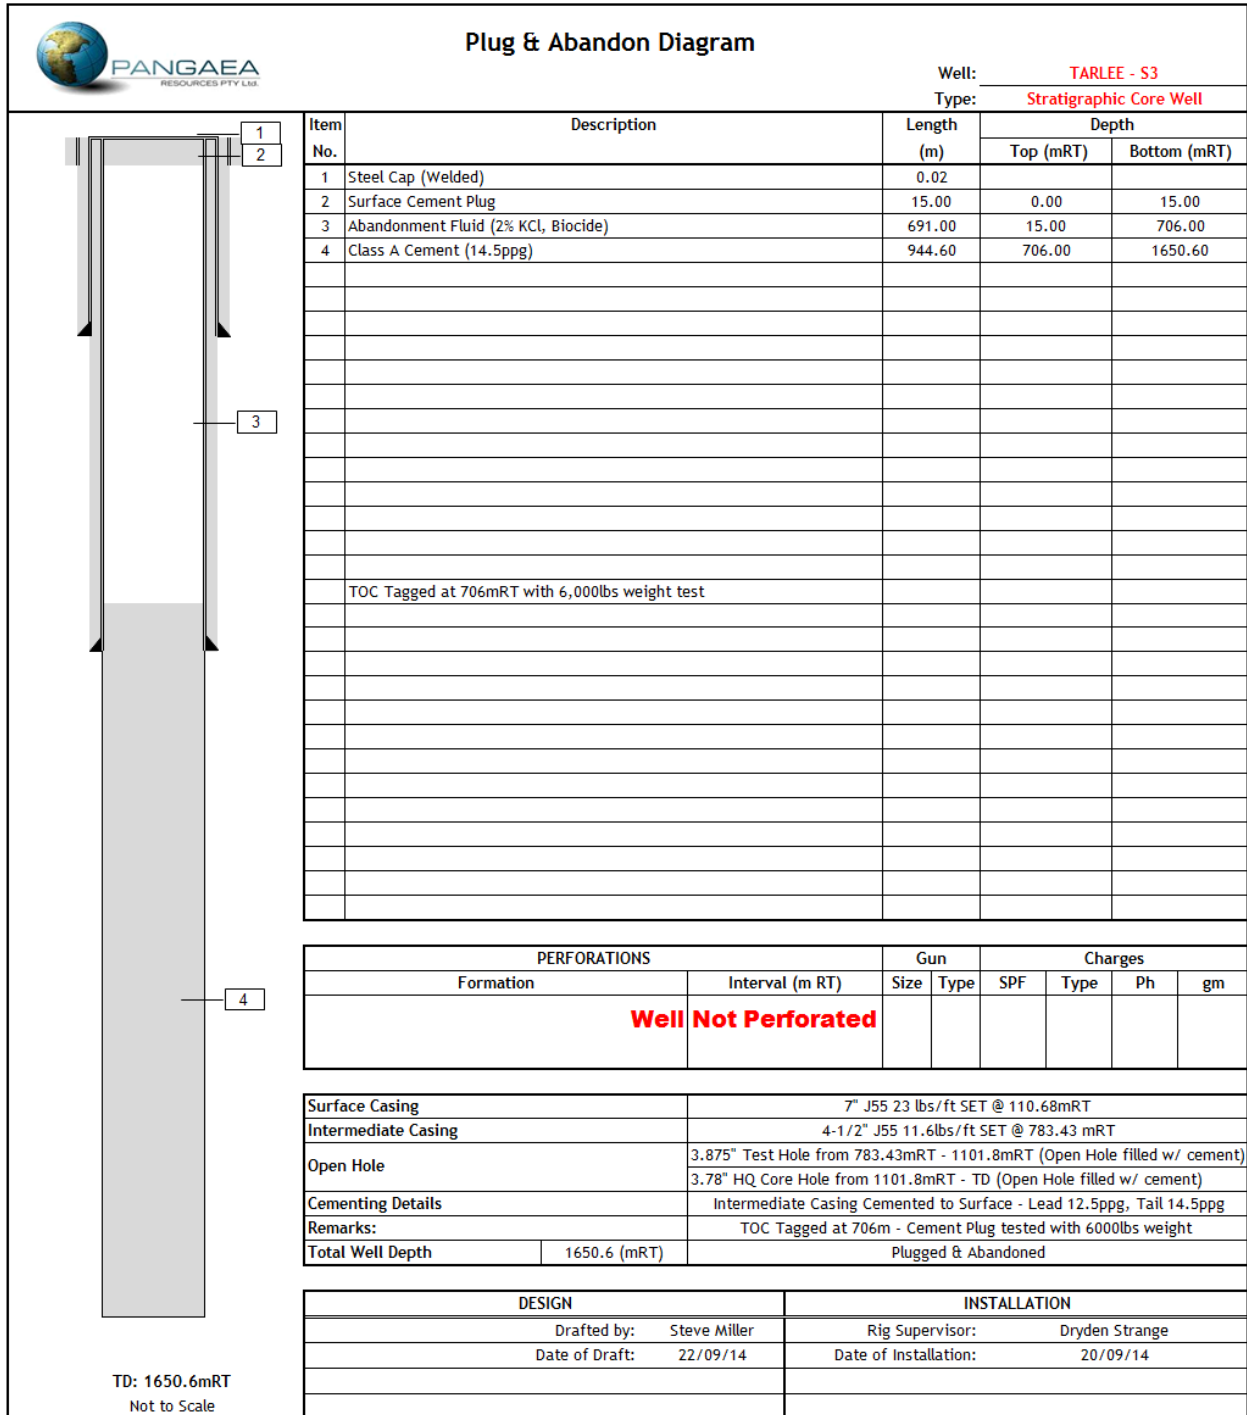 PANGAEA
RESOURCES PTY Ltd.
Plug & Abandon Diagram
Well: TARLEE - S3
Type: Stratigraphic Core Well
1
2
3
4
TD: 1650.6mRT
Not to Scale
Item No. Description Length (m) Depth Top (mRT) Bottom (mRT)
1 Steel Cap (Welded) 0.02
2 Surface Cement Plug 15.00 0.00 15.00
3 Abandonment Fluid (2% KCl, Biocide) 691.00 15.00 706.00
4 Class A Cement (14.5ppg) 944.60 706.00 1650.60
TOC Tagged at 706mRT with 6,000lbs weight test
PERFORATIONS Gun Charges
Formation Interval (m RT) Size Type SPF Type Ph gm
Well Not Perforated
Surface Casing 7" J55 23 lbs/ft SET @ 110.68mRT
Intermediate Casing 4-1/2" J55 11.6lbs/ft SET @ 783.43 mRT
Open Hole 3.875" Test Hole from 783.43mRT - 1101.8mRT (Open Hole filled w/ cement)
3.78" HQ Core Hole from 1101.8mRT - TD (Open Hole filled w/ cement)
Cementing Details Intermediate Casing Cemented to Surface - Lead 12.5ppg, Tail 14.5ppg
Remarks: TOC Tagged at 706m - Cement Plug tested with 6000lbs weight
Total Well Depth 1650.6 (mRT) Plugged & Abandoned
DESIGN INSTALLATION
Drafted by: Steve Miller Rig Supervisor: Dryden Strange
Date of Draft: 22/09/14 Date of Installation: 20/09/14